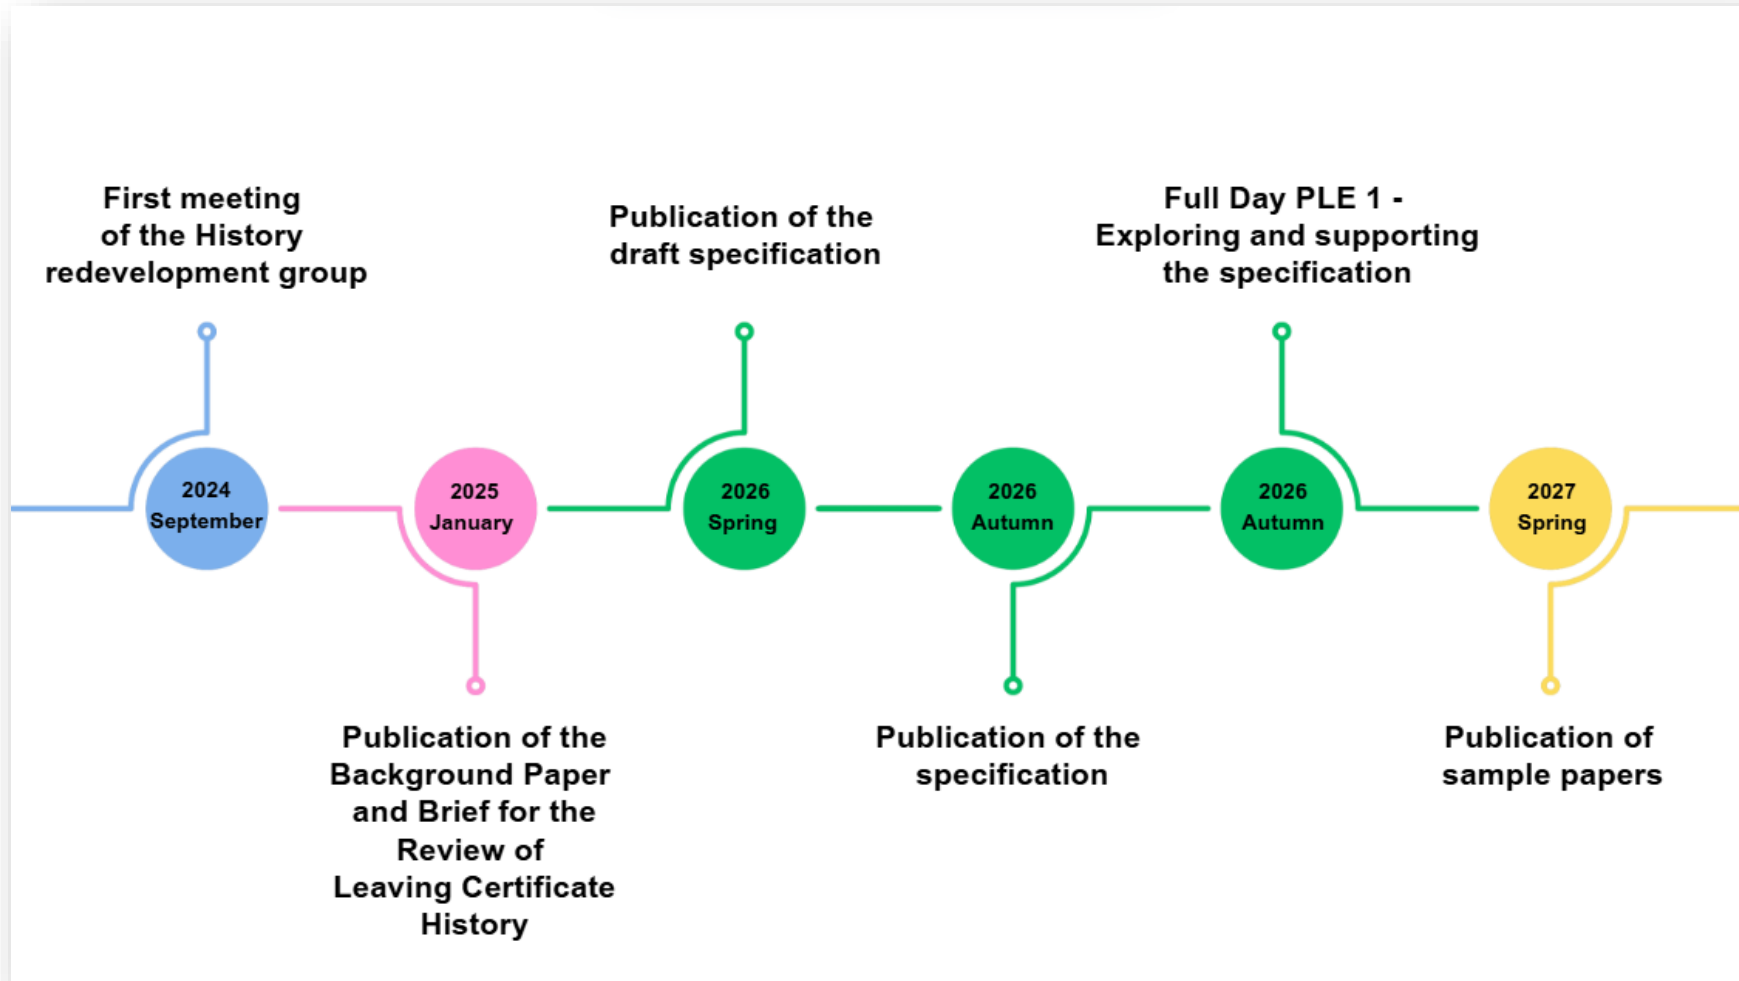 First meeting
of the History
redevelopment group
2024
September
2025
January
Publication of the
Background Paper
and Brief for the
Review of
Leaving Certificate
History
Publication of the
draft specification
2026
Spring
2026
Autumn
Publication of the
specification
Full Day PLE 1 -
Exploring and supporting
the specification
2026
Autumn
2027
Spring
Publication of
sample papers